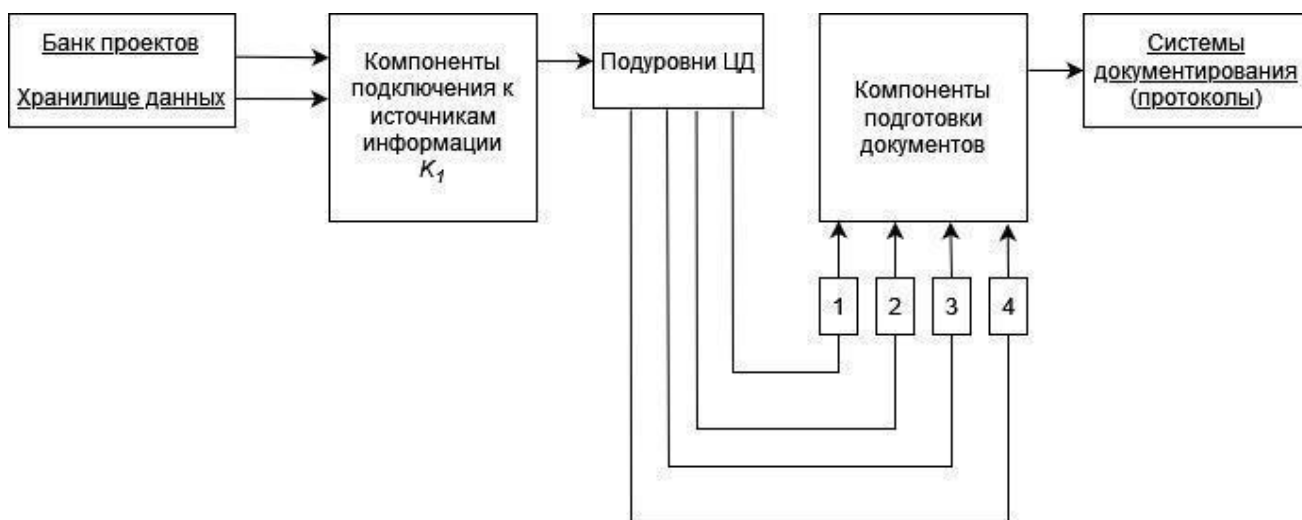 Банк проектов
Хранилище данных
Компоненты
подключения к
источникам
информации
K1
Подуровни ЦД
Компоненты
подготовки
документов
Системы
документирования
(протоколы)
1
2
3
4